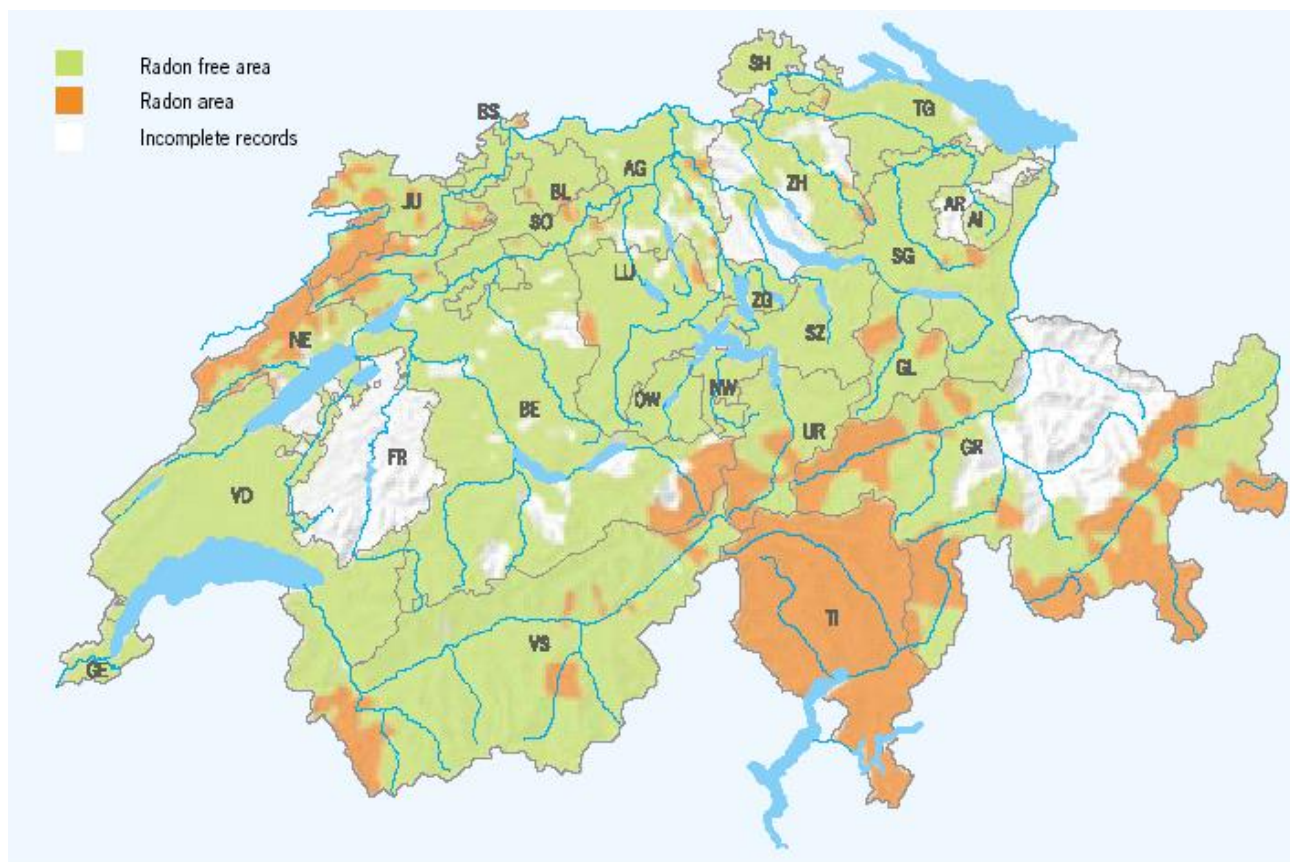 Radon free area
Radon area
Incomplete records
SH
TG
BS
AG
BL
JU
ZH
AR
AI
SO
SG
LU
ZG
SZ
NE
GL
NW
OW
BE
UR
GR
FR
VD
TI
VS
GE